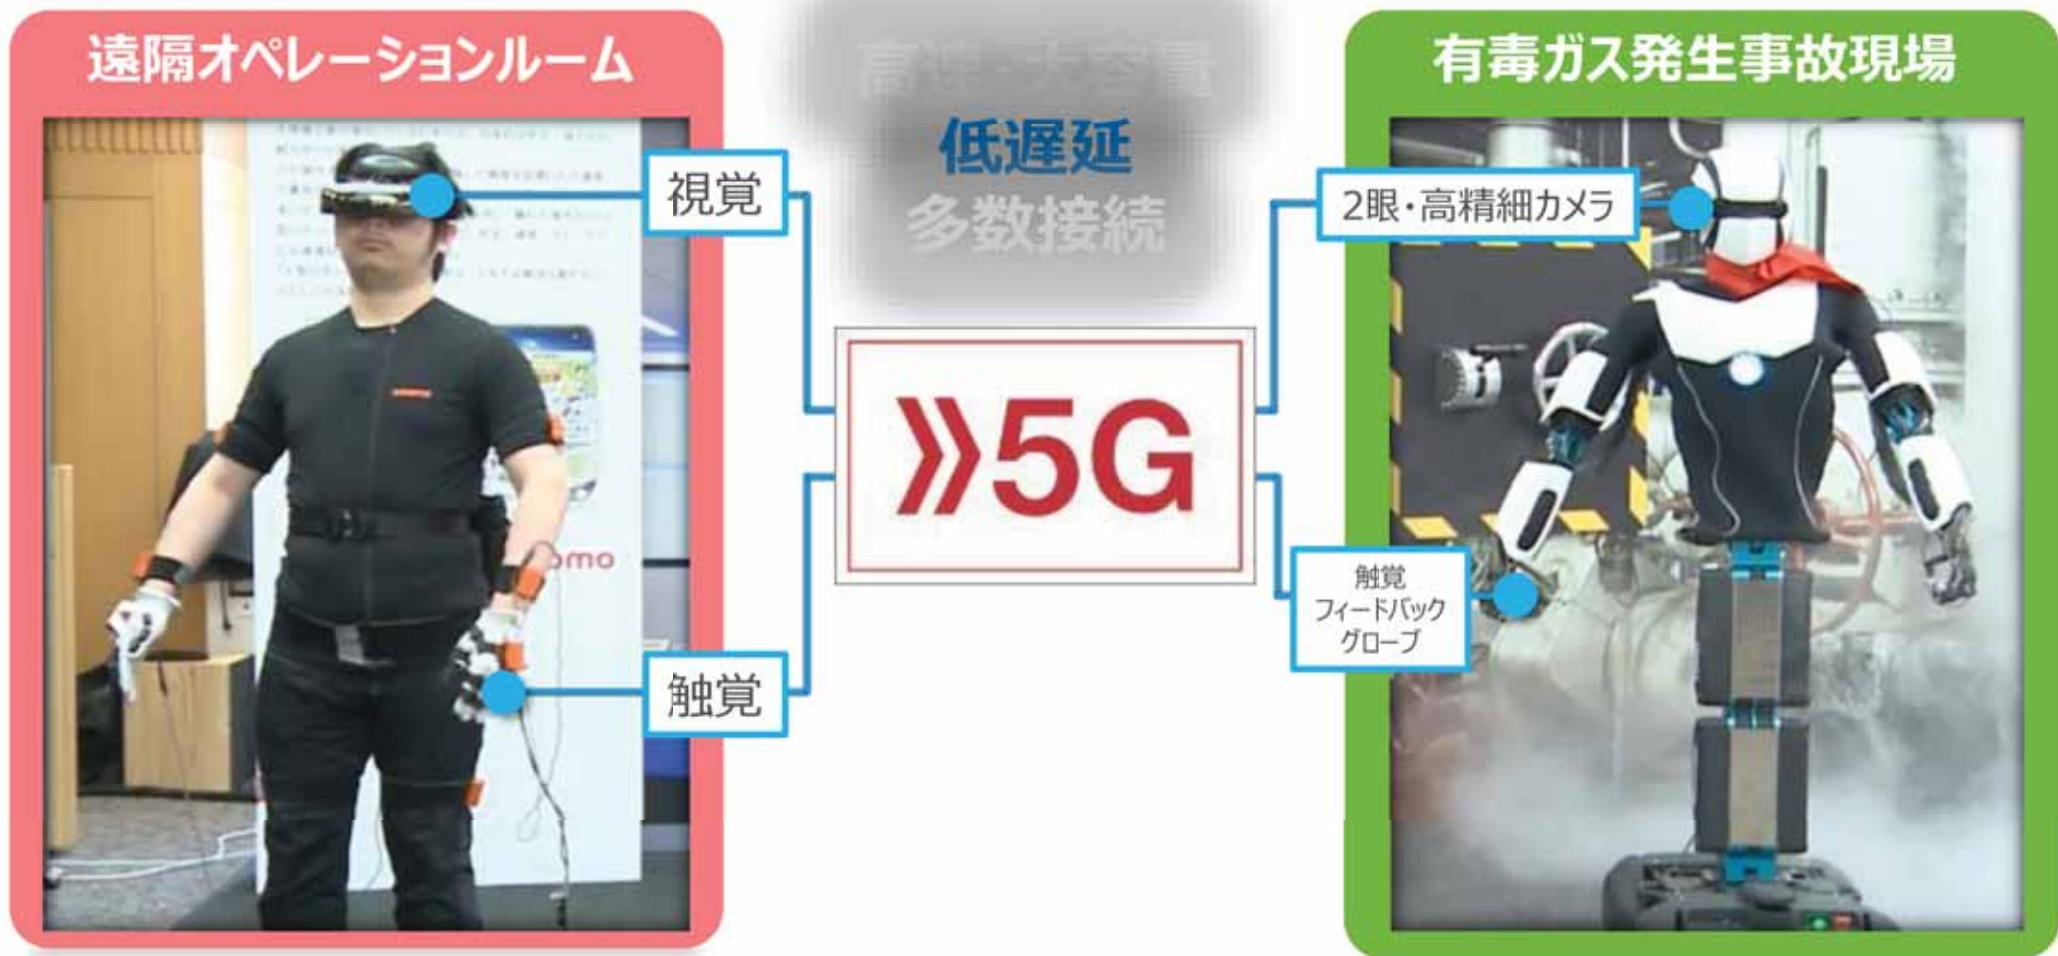 遠隔オペレーションルーム
高速・大容量
低遅延
多数接続
有毒ガス発生事故現場
視覚
2眼・高精細カメラ
»5G
触覚
触覚
フィードバック
グローブ
omo